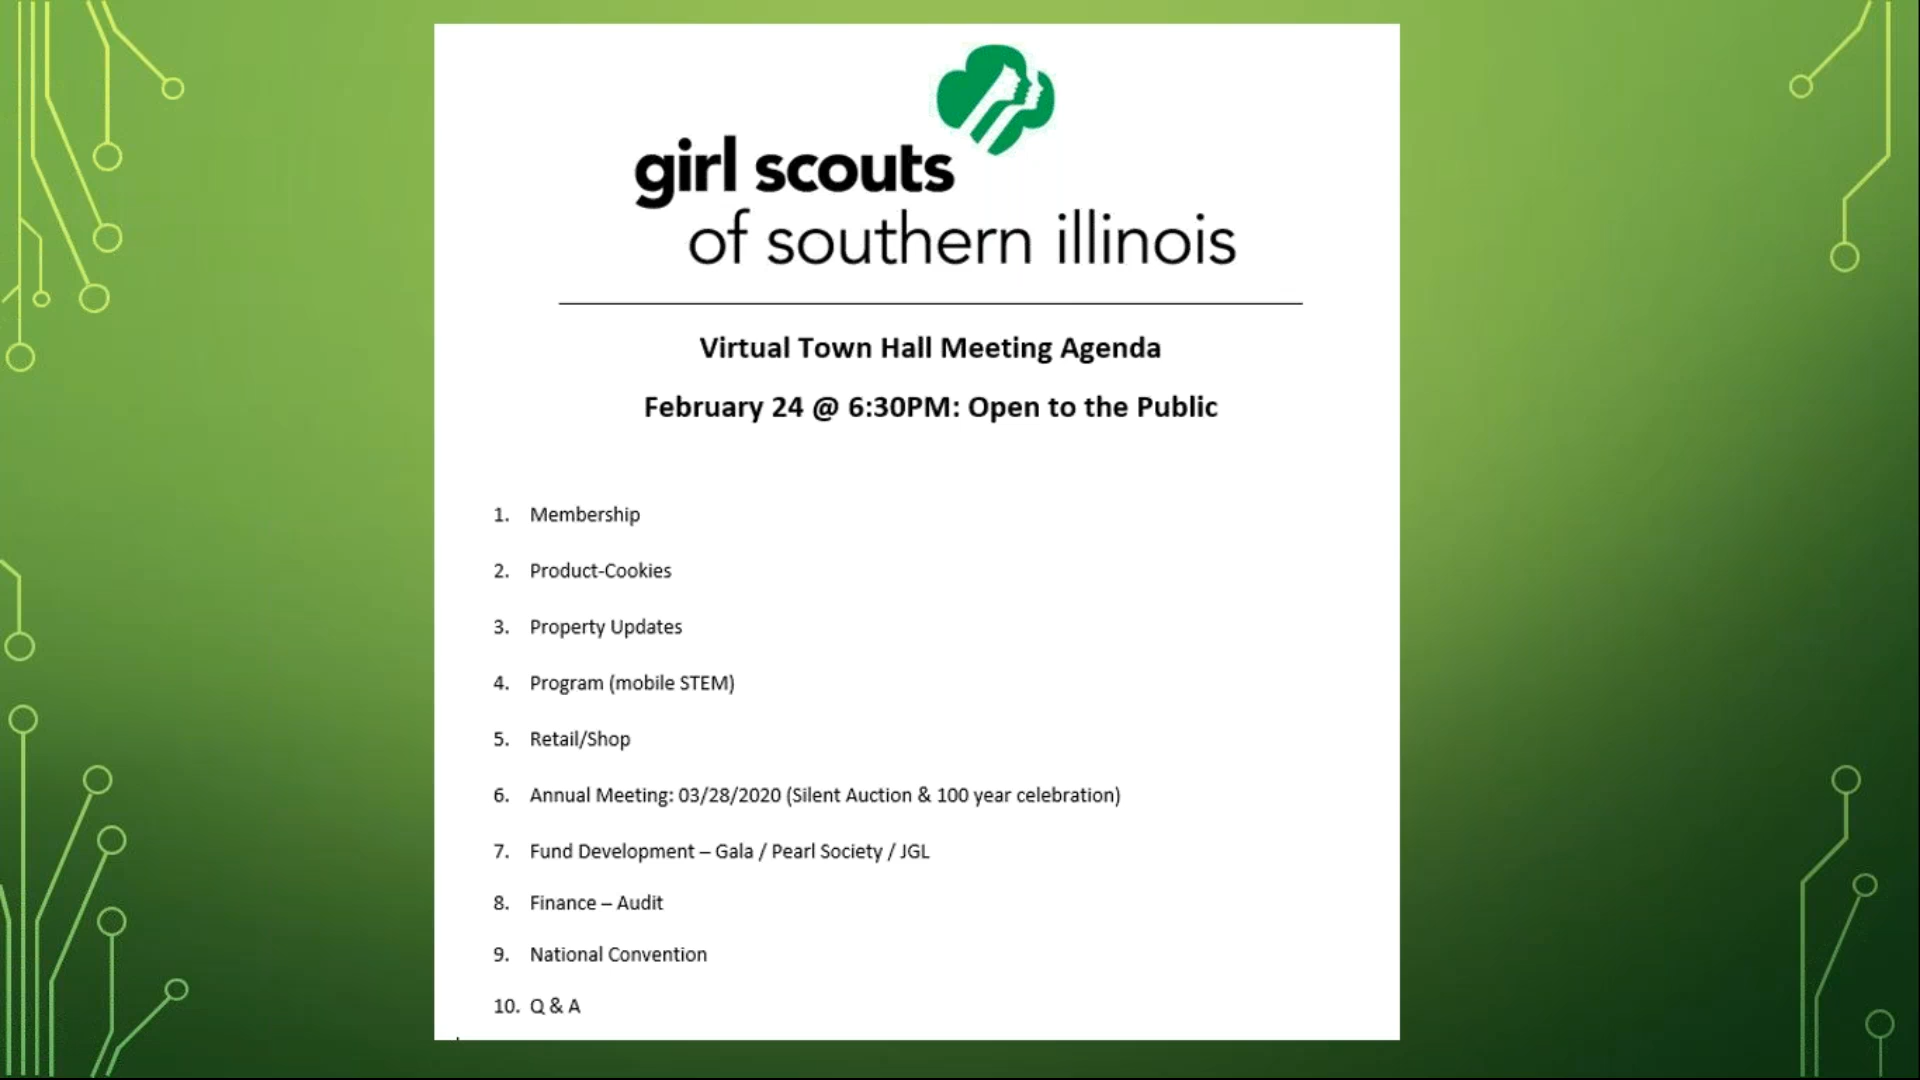 girl scouts
of southern illinois
Virtual Town Hall Meeting Agenda
February 24 @ 6:30PM: Open to the Public
1. Membership
2. Product-Cookies
3. Property Updates
4. Program (mobile STEM)
5. Retail/Shop
6. Annual Meeting: 03/28/2020 (Silent Auction & 100 year celebration)
7. Fund Development – Gala / Pearl Society / JGL
8. Finance – Audit
9. National Convention
10. Q & A